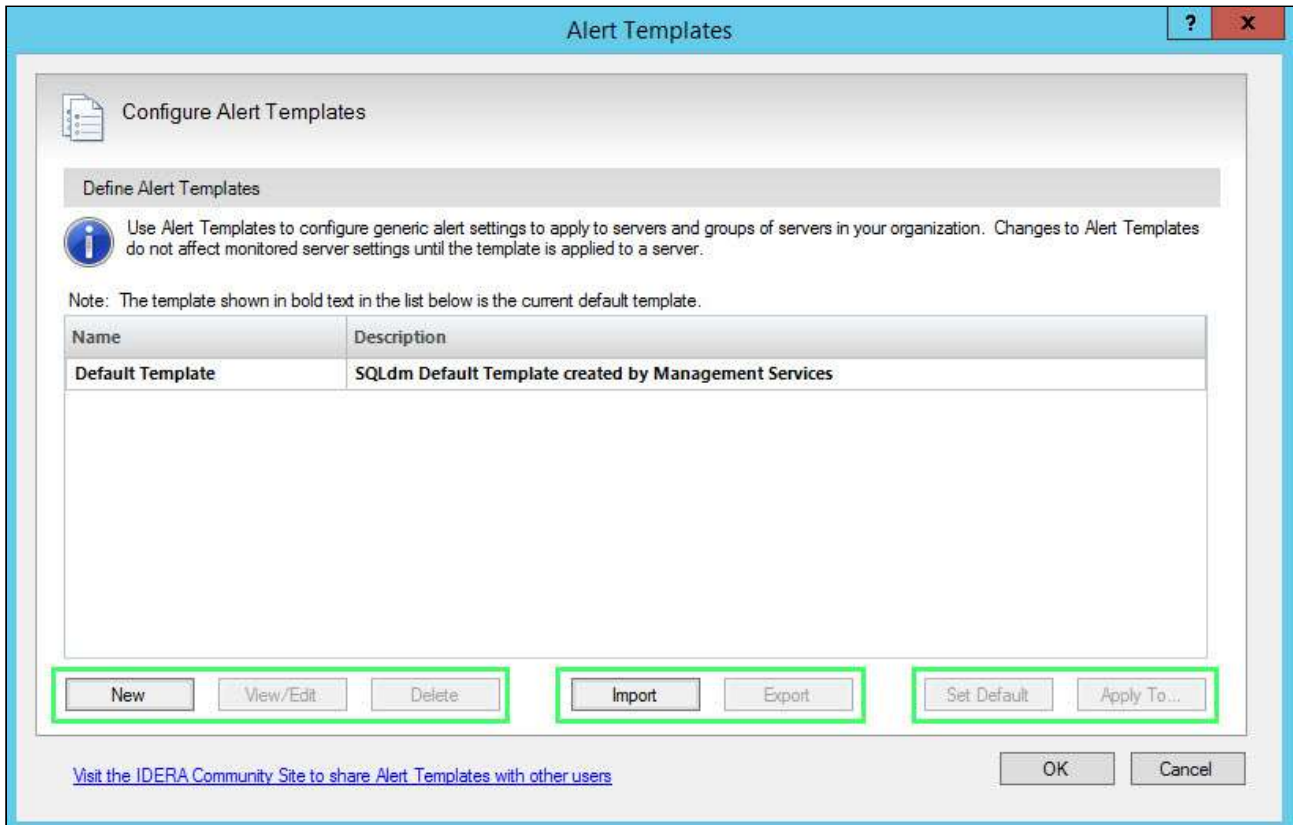 Alert Templates
? x
Configure Alert Templates
Define Alert Templates
Use Alert Templates to configure generic alert settings to apply to servers and groups of servers in your organization. Changes to Alert Templates
do not affect monitored server settings until the template is applied to a server.
Note: The template shown in bold text in the list below is the current default template.
Name Description
Default Template SQLdm Default Template created by Management Services
New View/Edit Delete Import Export Set Default Apply To...
Visit the IDERA Community Site to share Alert Templates with other users
OK Cancel